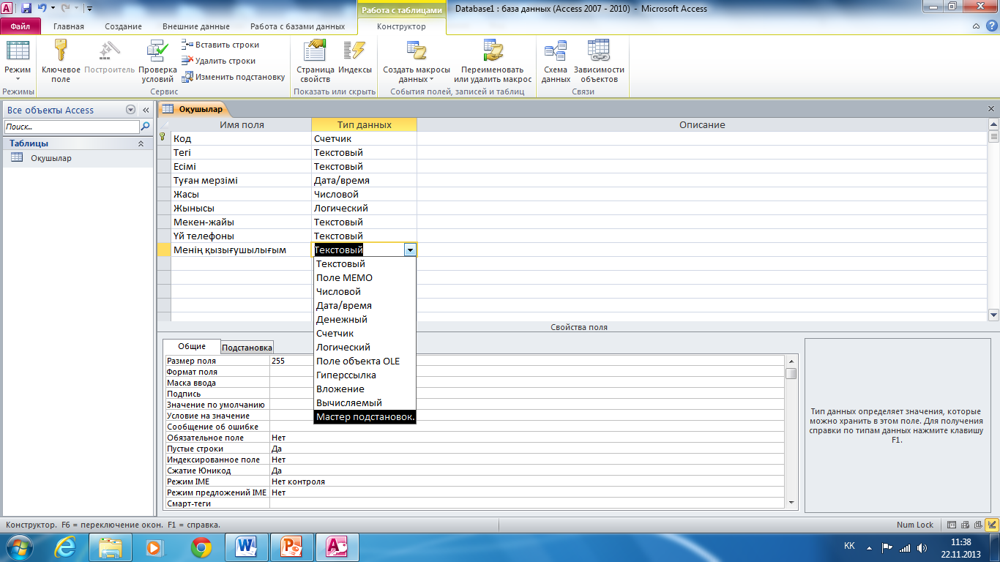 Работа с таблицами
Database1 : база данных (Access 2007 - 2010) - Microsoft Access
Файл
Главная
Создание
Внешние данные
Работа с базами данных
Конструктор
Режим
Ключевое поле
Построитель
Проверка условий
Вставить строки
Удалить строки
Изменить подстановку
Страница свойств
Индексы
Создать макросы данных
Переименовать или удалить макрос
Схема данных
Зависимости объектов
Режимы
Сервис
Показать или скрыть
События полей, записей и таблиц
Связи
Все объекты Access
Поиск...
Таблицы
Оқушылар
Оқушылар
Имя поля Тип данных Описание
Код Счетчик
Тегі Текстовый
Есімі Текстовый
Туған мерзімі Дата/время
Жасы Числовой
Жынысы Логический
Мекен-жайы Текстовый
Үй телефоны Текстовый
Менің қызығушылығым Текстовый
Текстовый
Поле МЕМО
Числовой
Дата/время
Денежный
Счетчик
Логический
Поле объекта OLE
Гиперссылка
Вложение
Вычисляемый
Мастер подстановок.
Свойства поля
Общие
Подстановка
Размер поля 255
Формат поля
Маска ввода
Подпись
Значение по умолчанию
Условие на значение
Сообщение об ошибке
Обязательное поле Нет
Пустые строки Да
Индексированное поле Нет
Сжатие Юникод Да
Режим IME Нет контроля
Режим предложений IME Нет
Смарт-теги
Тип данных определяет значения, которые
можно хранить в этом поле. Для получения
справки по типам данных нажмите клавишу
F1.
Конструктор. F6 = переключение окон. F1 = справка.
Num Lock
KK
11:38
22.11.2013